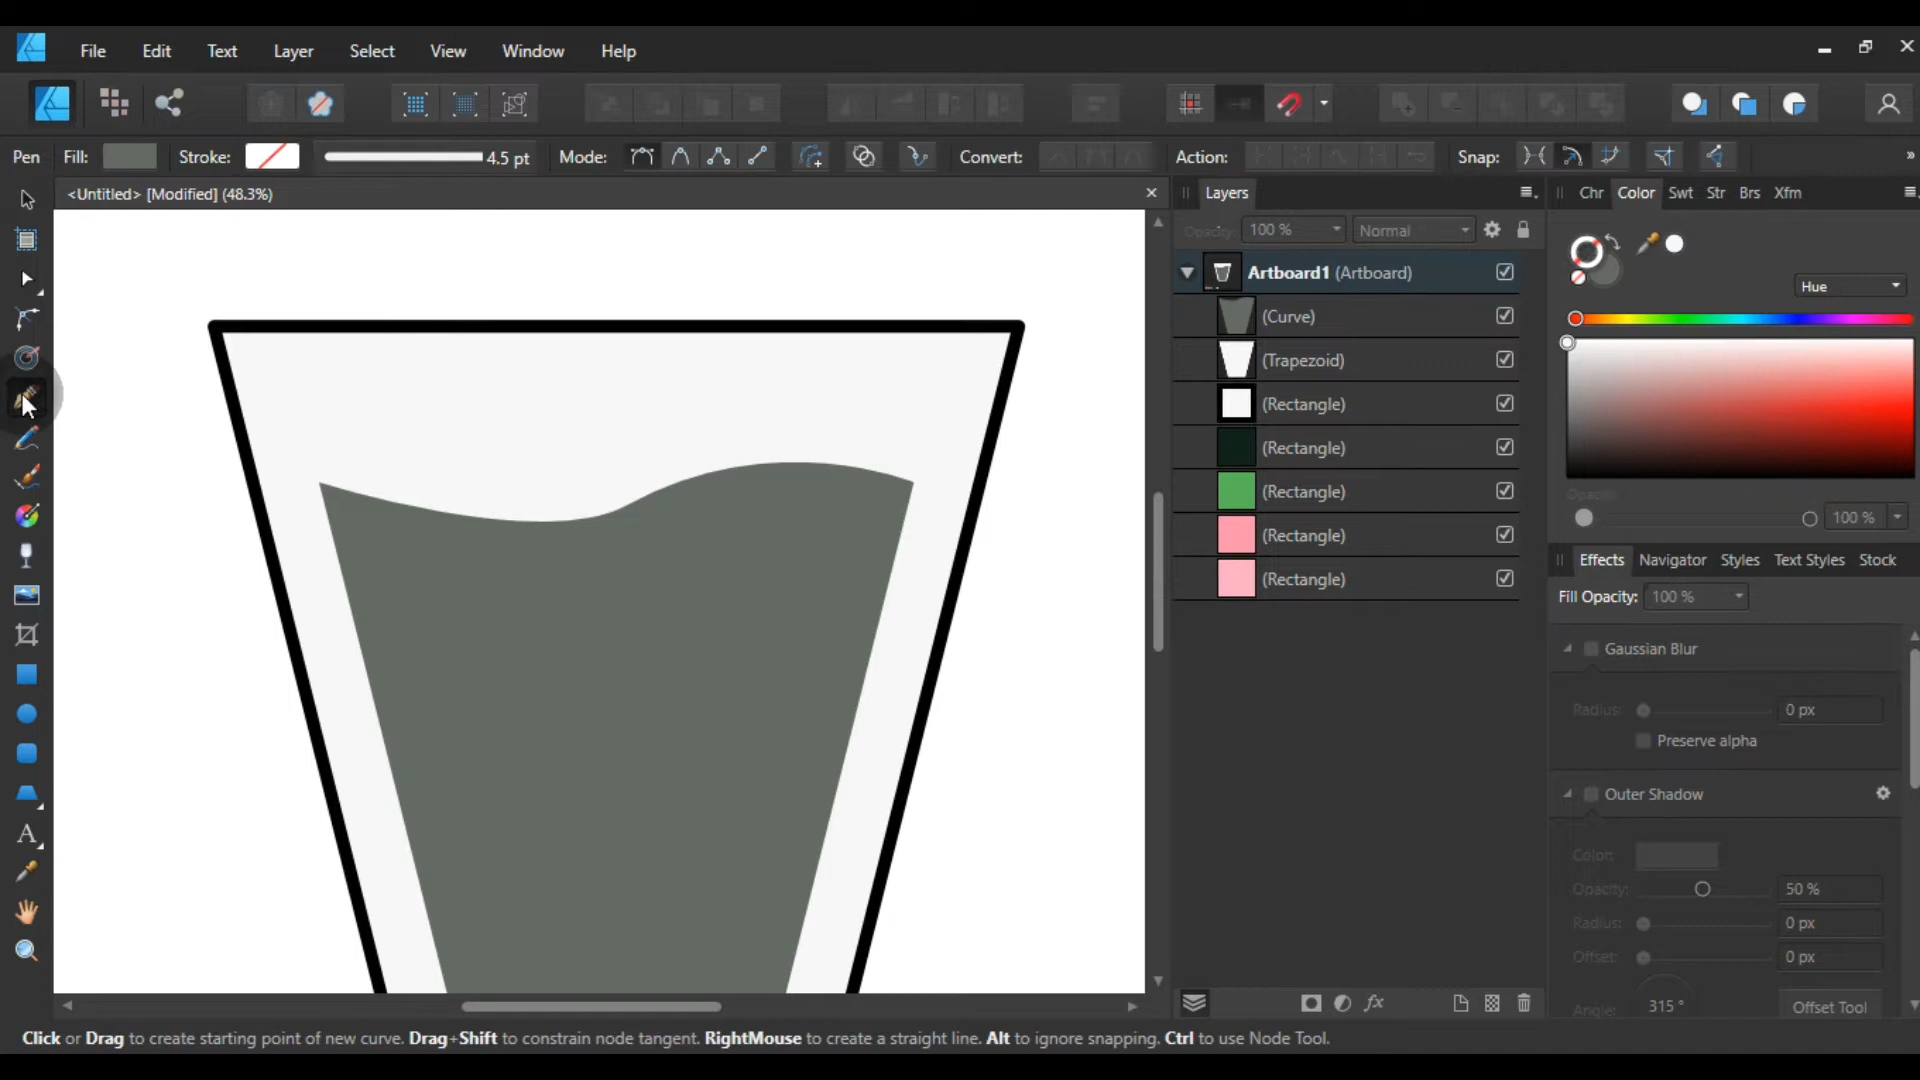 File Edit Text Layer Select View Window Help
Pen Fill: Stroke: 4.5 pt Mode: Convert: Action: Snap: »
<Untitled> [Modified] (48.3%)
Layers
Opacity: 100 % Normal
Artboard1 (Artboard)
(Curve)
(Trapezoid)
(Rectangle)
(Rectangle)
(Rectangle)
(Rectangle)
(Rectangle)
fx
Chr Color Swt Str Brs Xfm
Hue
Opacity
100 %
Effects Navigator Styles Text Styles Stock
Fill Opacity: 100 %
Gaussian Blur
Radius: 0 px
Preserve alpha
Outer Shadow
Color:
Opacity: 50 %
Radius: 0 px
Offset: 0 px
Angle: 315 ° Offset Tool
A
Click or Drag to create starting point of new curve. Drag+Shift to constrain node tangent. RightMouse to create a straight line. Alt to ignore snapping. Ctrl to use Node Tool.